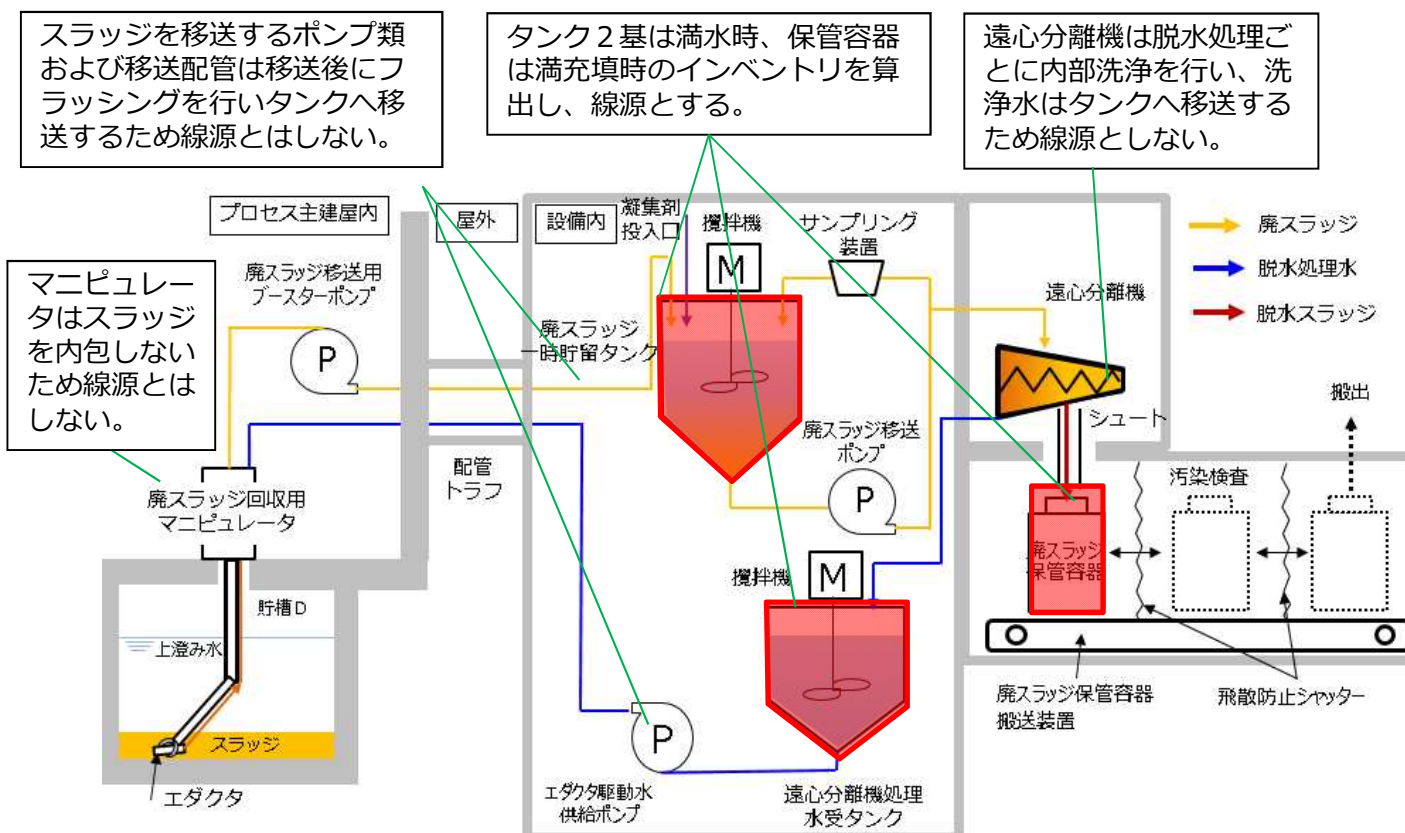 スラッジを移送するポンプ類
および移送配管は移送後にフ
ラッシングを行いタンクへ移
送するため線源とはしない。
タンク２基は満水時、保管容器
は満充填時のインベントリを算
出し、線源とする。
遠心分離機は脱水処理ご
とに内部洗浄を行い、洗
浄水はタンクへ移送する
ため線源としない。
プロセス主建屋内
屋外
設備内
凝集剤
投入口
攪拌機
M
サンプリング
装置
廃スラッジ
脱水処理水
脱水スラッジ
マニピュレー
タはスラッジ
を内包しない
ため線源とは
しない。
廃スラッジ移送用
ブースターポンプ
P
廃スラッジ
一時貯留タンク
遠心分離機
シュート
搬出
廃スラッジ移送
ポンプ
P
配管
トラフ
廃スラッジ回収用
マニピュレータ
汚染検査
廃スラッジ
保管容器
攪拌機
M
貯槽Ｄ
上澄み水
スラッジ
エダクタ
P
エダクタ駆動水
供給ポンプ
遠心分離機処理
水受タンク
廃スラッジ保管容器
搬送装置
飛散防止シャッター